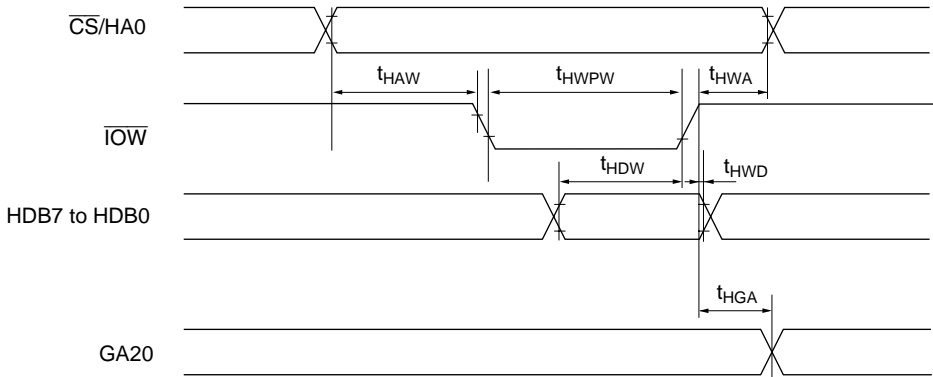 CS/HA0
tHAW
tHWPW
tHWA
IOW
tHDW
tHWD
HDB7 to HDB0
tHGA
GA20